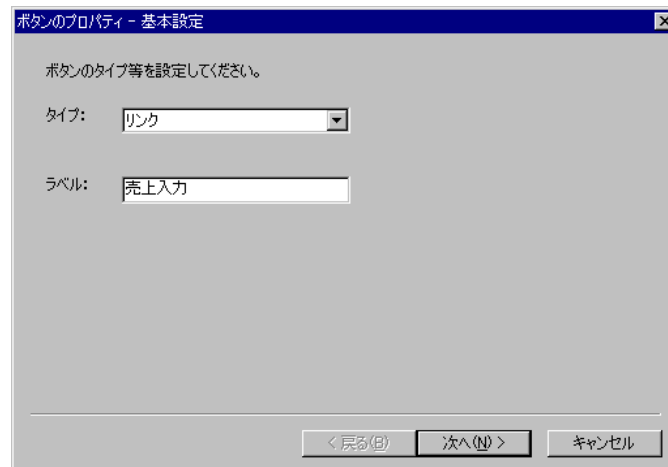 ボタンのプロパティ - 基本設定
ボタンのタイプ等を設定してください。
タイプ: リンク
ラベル: 売上入力
< 戻る(B) 次へ(N) > キャンセル